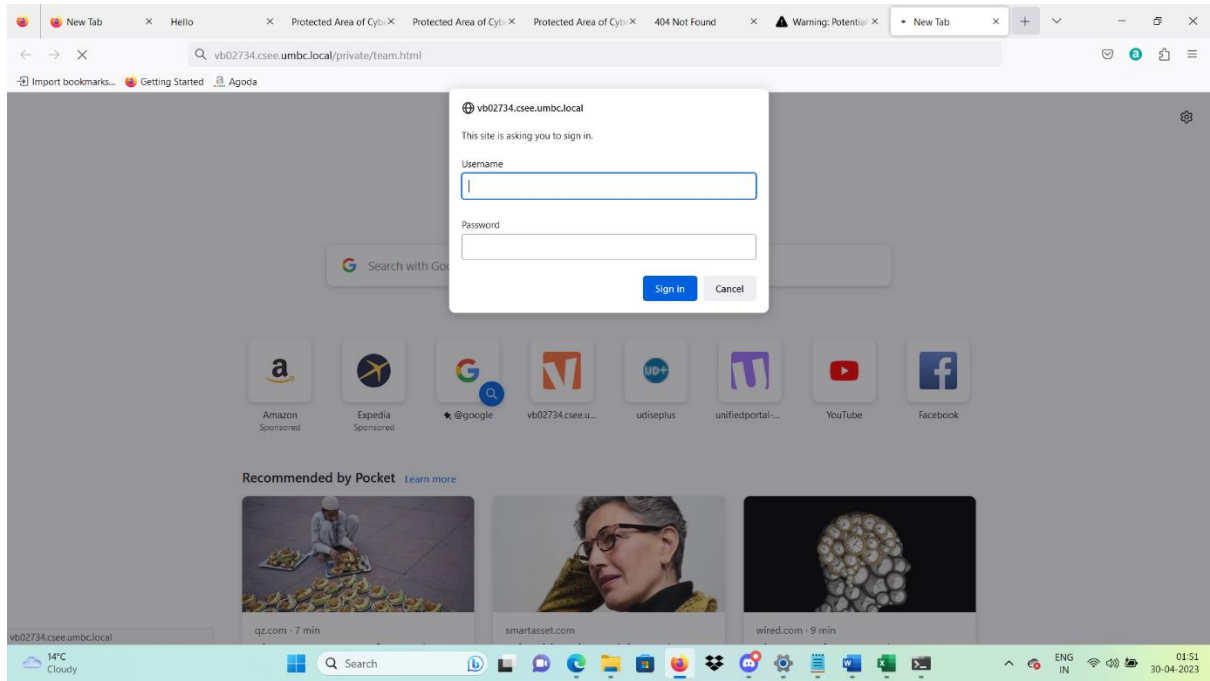 New Tab
Hello
Protected Area of Cyb
Protected Area of Cyb
Protected Area of Cyb
404 Not Found
Warning: Potential
New Tab
vb02734.csee.umbc.local/private/team.html
Import bookmarks...
Getting Started
Agoda
vb02734.csee.umbc.local
This site is asking you to sign in.
Username
Password
Sign in
Cancel
Search with Goo
Amazon
Sponsored
Expedia
Sponsored
@google
vb02734.csee.u...
udiseplus
unifiedportal-...
YouTube
Facebook
Recommended by Pocket Learn more
qz.com · 7 min
smartasset.com
wired.com · 9 min
vb02734.csee.umbc.local
14°C
Cloudy
Search
ENG
IN
01:51
30-04-2023